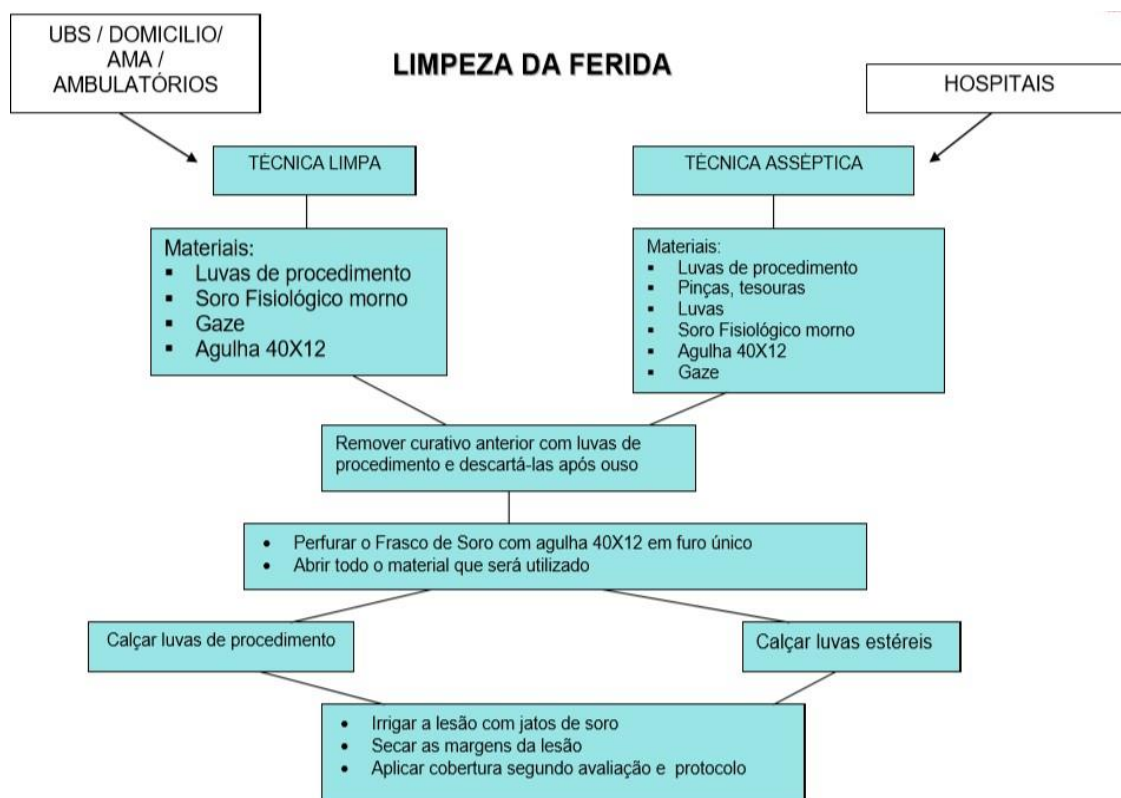 UBS / DOMICILIO/
AMA /
AMBULATÓRIOS
LIMPEZA DA FERIDA
HOSPITAIS
TÉCNICA LIMPA
TÉCNICA ASSÉPTICA
Materiais:
▪ Luvas de procedimento
▪ Soro Fisiológico morno
▪ Gaze
▪ Agulha 40X12
Materiais:
▪ Luvas de procedimento
▪ Pinças, tesouras
▪ Luvas
▪ Soro Fisiológico morno
▪ Agulha 40X12
▪ Gaze
Remover curativo anterior com luvas de
procedimento e descartá-las após ouso
• Perfurar o Frasco de Soro com agulha 40X12 em furo único
• Abrir todo o material que será utilizado
Calçar luvas de procedimento
Calçar luvas estéreis
• Irrigar a lesão com jatos de soro
• Secar as margens da lesão
• Aplicar cobertura segundo avaliação e protocolo